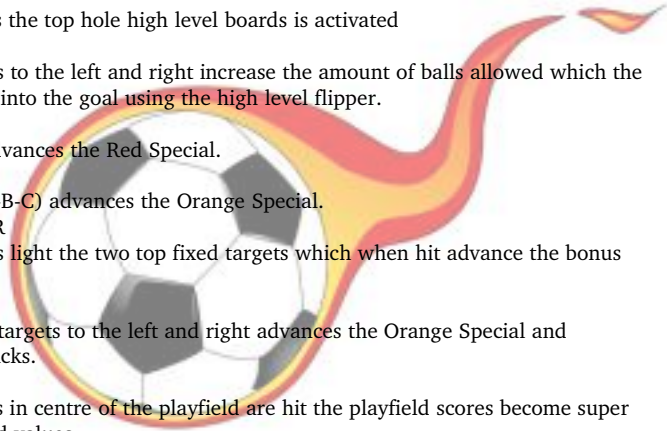 the top hole high level boards is activated
to the left and right increase the amount of balls allowed which the
into the goal using the high level flipper.
the Red Special.
advances the Orange Special.
light the two top fixed targets which when hit advance the bonus
targets to the left and right advances the Orange Special and
in centre of the playfield are hit the playfield scores become super